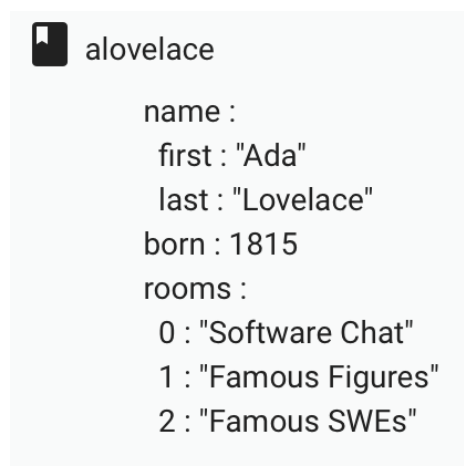 alovelace
name :
first : "Ada"
last : "Lovelace"
born : 1815
rooms :
0 : "Software Chat"
1 : "Famous Figures"
2 : "Famous SWEs"